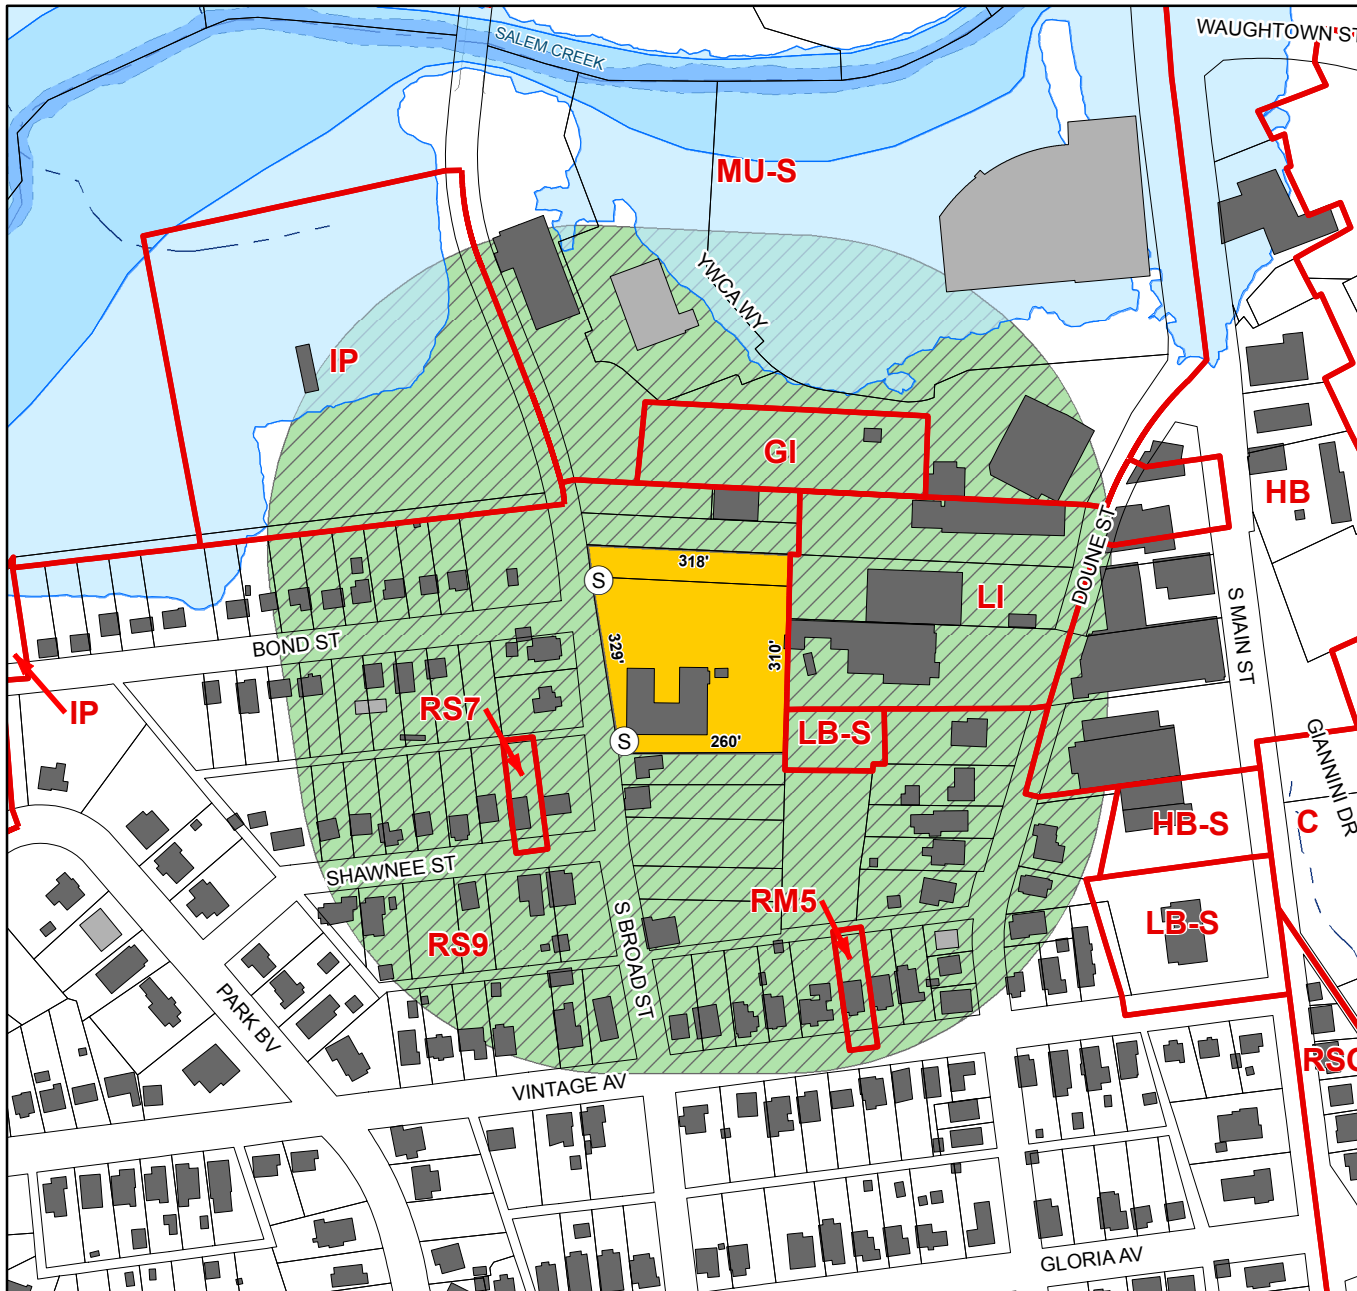 WAUGHTOWN ST
SALEM CREEK
MU-S
YWCA WY
IP
GI
HB
318'
S
DOUNE ST
LI
S MAIN ST
BOND ST
329'
310'
RS7
IP
S
260'
LB-S
GIANNINI DR
HB-S
C
SHAWNEE ST
RM5
S BROAD ST
RS9
LB-S
PARK BV
RSQ
VINTAGE AV
GLORIA AV